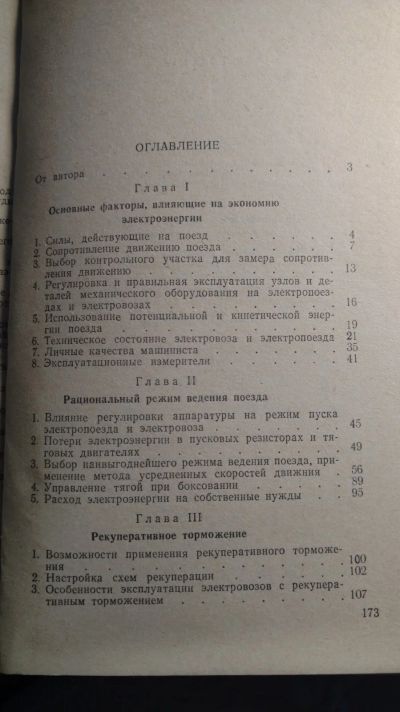 ОГЛАВЛЕНИЕ
От автора . . . . . . . . . . . . 3
Глава I
Основные факторы, влияющие на экономию
электроэнергии
1. Силы, действующие на поезд . . . . . . 4
2. Сопротивление движению поезда . . . . . 7
3. Выбор контрольного участка для замера сопротив-
ления движению . . . . . . . . . . 13
4. Регулировка и правильная эксплуатация узлов и де-
талей механического оборудования на электропоез-
дах и электровозах . . . . . . . . . 16
5. Использование потенциальной и кинетической энер-
гии поезда . . . . . . . . . . . 19
6. Техническое состояние электровоза и электропоезда 21
7. Личные качества машиниста . . . . . . 35
8. Эксплуатационные измерители . . . . . 41
Глава II
Рациональный режим ведения поезда
1. Влияние регулировки аппаратуры на режим пуска
электропоезда и электровоза . . . . . . 45
2. Потери электроэнергии в пусковых резисторах и тя-
говых двигателях . . . . . . . . . 49
3. Выбор наивыгоднейшего режима ведения поезда, при-
менение метода усредненных скоростей движния . . 56
4. Управление тягой при боксовании . . . . 89
5. Расход электроэнергии на собственные нужды . . 95
Глава III
Рекуперативное торможение
1. Возможности применения рекуперативного торможе-
ния . . . . . . . . . . . . . 100
2. Настройка схем рекуперации . . . . . . 102
3. Особенности эксплуатации электровозов с рекупера-
тивным торможением . . . . . . . . 107
173